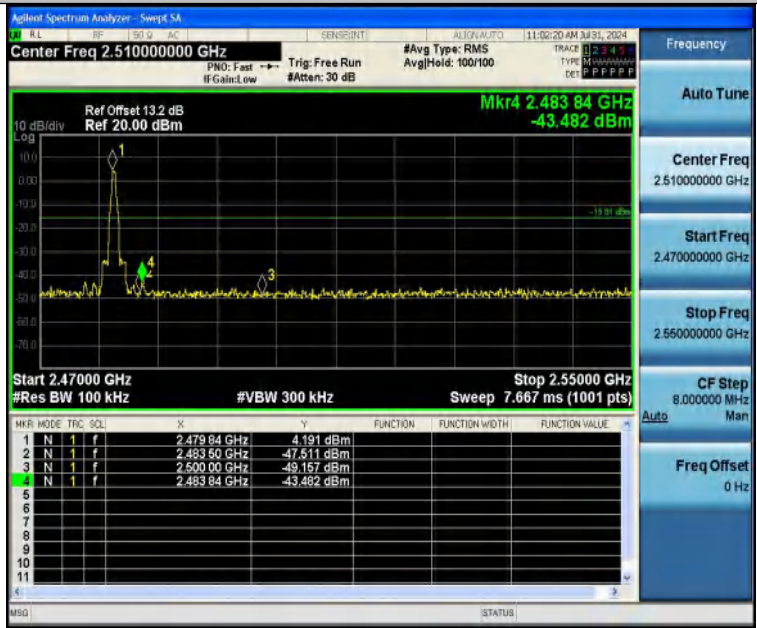 Agilent Spectrum Analyzer - Swept SA
RL RF 50 Ω AC SENSE:INT ALIGN AUTO 11:02:20 AM Jul 31, 2024
Center Freq 2.510000000 GHz
PNO: Fast
IFGain:Low
Trig: Free Run
#Atten: 30 dB
#Avg Type: RMS
Avg|Hold: 100/100
TRACE 1 2 3 4 5
TYPE M
DET P P P P P P
Frequency
Auto Tune
Center Freq
2.510000000 GHz
Start Freq
2.470000000 GHz
Stop Freq
2.550000000 GHz
CF Step
8.000000 MHz
Auto Man
Freq Offset
0 Hz
Mkr4 2.483 84 GHz
-43.482 dBm
Ref Offset 13.2 dB
10 dB/div Ref 20.00 dBm
Log
10.0
0.00
-10.0
-20.0
-30.0
-40.0
-50.0
-60.0
-70.0
1
4
2
3
Start 2.47000 GHz Stop 2.55000 GHz
#Res BW 100 kHz #VBW 300 kHz Sweep 7.667 ms (1001 pts)
MKR MODE TRC SCL X Y FUNCTION FUNCTION WIDTH FUNCTION VALUE
1 N 1 f 2.479 84 GHz 4.191 dBm
2 N 1 f 2.483 50 GHz -47.511 dBm
3 N 1 f 2.500 00 GHz -49.157 dBm
4 N 1 f 2.483 84 GHz -43.482 dBm
5
6
7
8
9
10
11
MSG STATUS